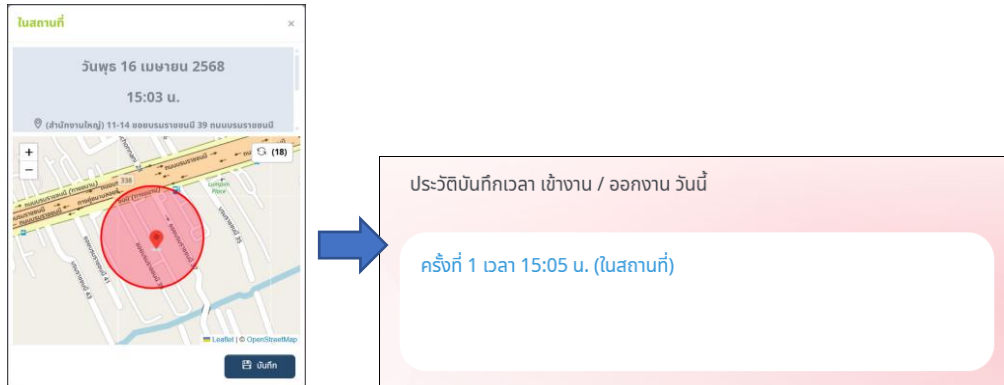 ในสถานที่ ×
วันพุธ 16 เมษายน 2568
15:03 น.
(สำนักงานใหญ่) 11-14 ซอยบรมราชชนนี 39 ถนนบรมราชชนนี
+
(18)
−
338
Leaflet | © OpenStreetMap
บันทึก
ประวัติบันทึกเวลา เข้างาน / ออกงาน วันนี้
ครั้งที่ 1 เวลา 15:05 น. (ในสถานที่)